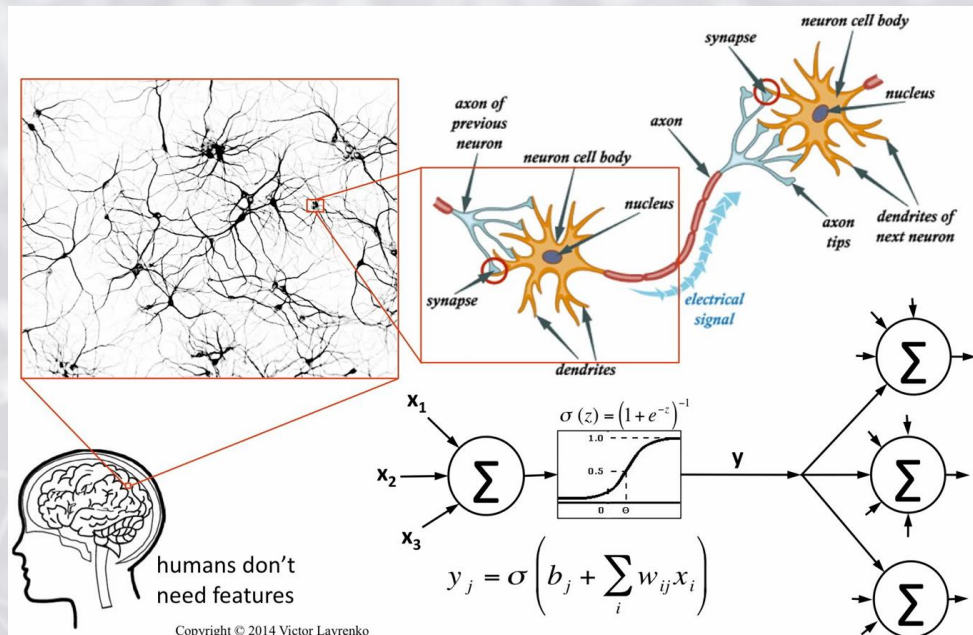 synapse
neuron cell body
nucleus
axon
axon tips
dendrites of
next neuron
axon of
previous
neuron
neuron cell body
nucleus
synapse
dendrites
electrical
signal
x₁
x₂
x₃
Σ
σ (z) = (1 + e⁻ᶻ)⁻¹
1.0
0.5
0 Θ
y
Σ
Σ
Σ
y_j = σ ( b_j + ∑_i w_ij x_i )
humans don't
need features
Copyright © 2014 Victor Lavrenko